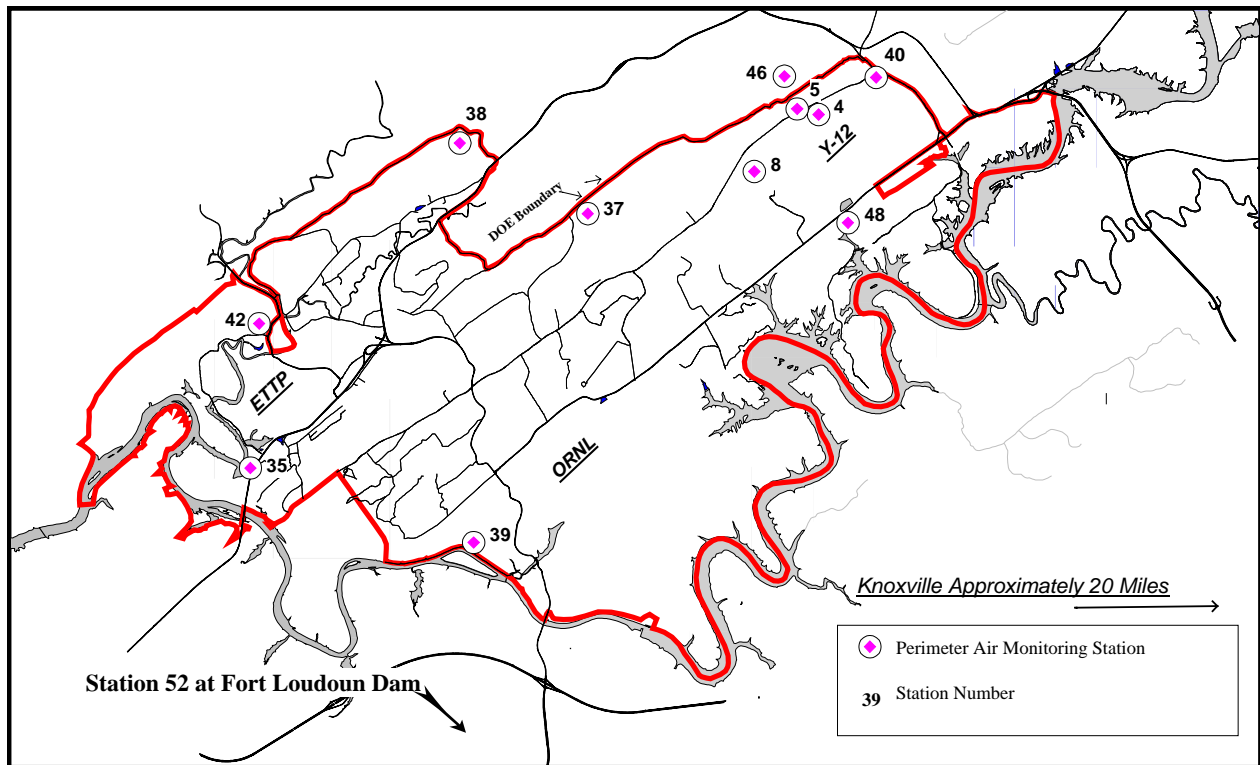 40
46
5
4
38
Y-12
8
DOE Boundary
37
48
42
ETTP
35
ORNL
39
Knoxville Approximately 20 Miles
Perimeter Air Monitoring Station
Station 52 at Fort Loudoun Dam
39 Station Number